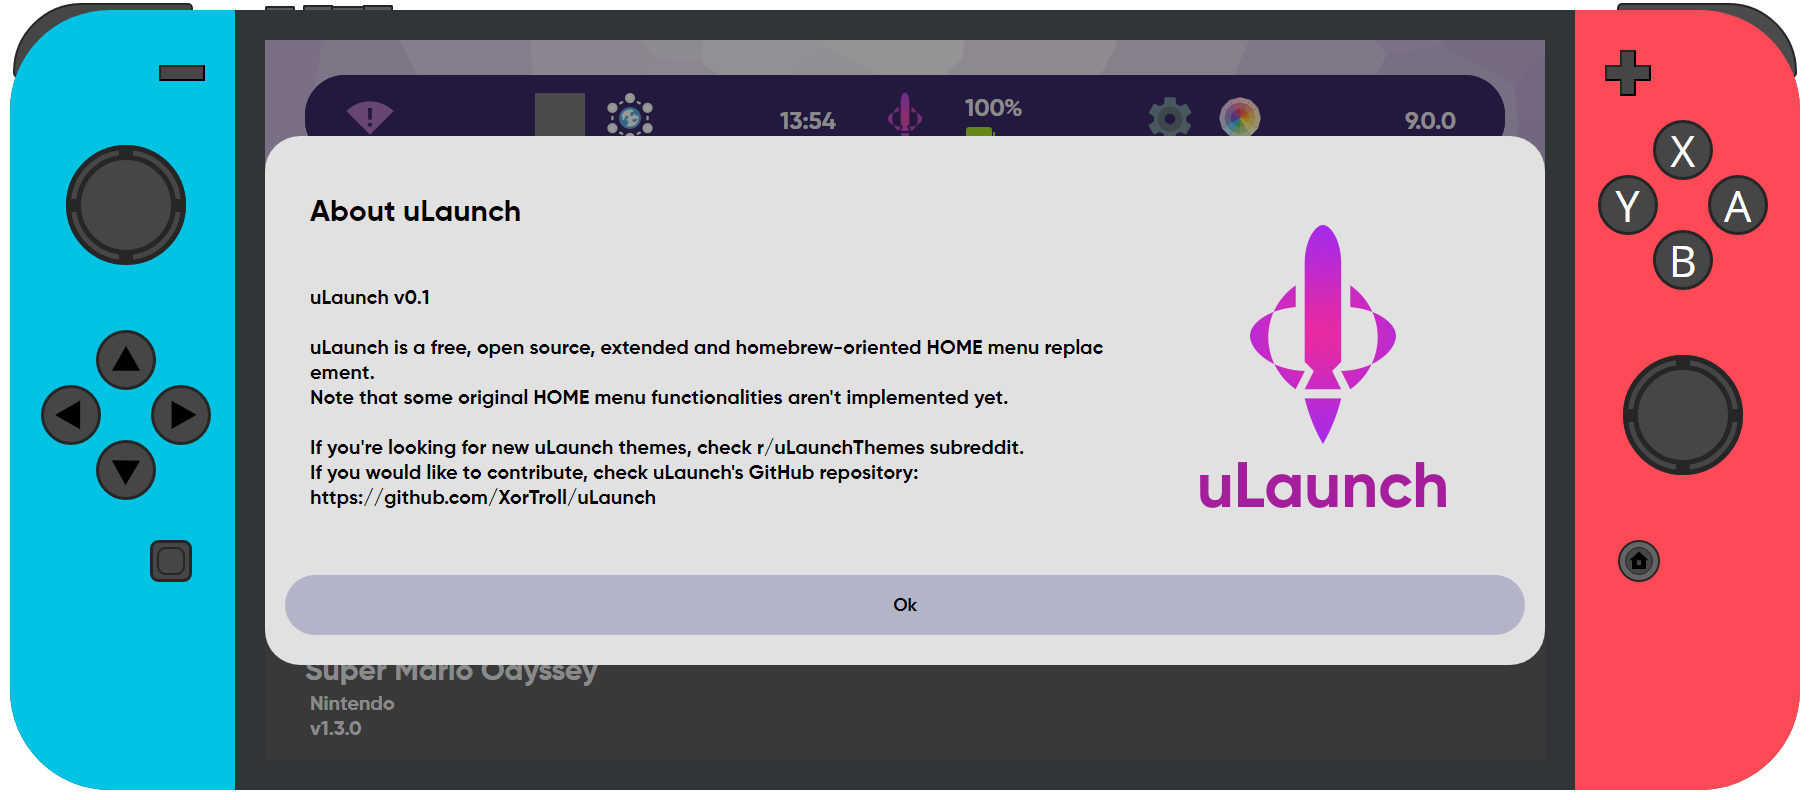 13:54
100%
9.0.0
About uLaunch
uLaunch v0.1
uLaunch is a free, open source, extended and homebrew-oriented HOME menu replac
ement.
Note that some original HOME menu functionalities aren't implemented yet.
If you're looking for new uLaunch themes, check r/uLaunchThemes subreddit.
If you would like to contribute, check uLaunch's GitHub repository:
https://github.com/XorTroll/uLaunch
uLaunch
Ok
Super Mario Odyssey
Nintendo
v1.3.0
X
Y
A
B